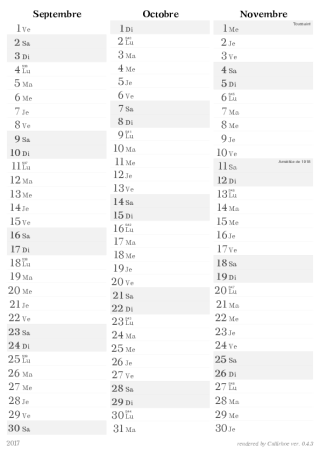 Septembre
1 Ve
2 Sa
3 Di
4 Lu
5 Ma
6 Me
7 Je
8 Ve
9 Sa
10 Di
11 Lu
12 Ma
13 Me
14 Je
15 Ve
16 Sa
17 Di
18 Lu
19 Ma
20 Me
21 Je
22 Ve
23 Sa
24 Di
25 Lu
26 Ma
27 Me
28 Je
29 Ve
30 Sa
Octobre
1 Di
2 Lu
3 Ma
4 Me
5 Je
6 Ve
7 Sa
8 Di
9 Lu
10 Ma
11 Me
12 Je
13 Ve
14 Sa
15 Di
16 Lu
17 Ma
18 Me
19 Je
20 Ve
21 Sa
22 Di
23 Lu
24 Ma
25 Me
26 Je
27 Ve
28 Sa
29 Di
30 Lu
31 Ma
Novembre
1 Me Toussaint
2 Je
3 Ve
4 Sa
5 Di
6 Lu
7 Ma
8 Me
9 Je
10 Ve
11 Sa Armistice de 1918
12 Di
13 Lu
14 Ma
15 Me
16 Je
17 Ve
18 Sa
19 Di
20 Lu
21 Ma
22 Me
23 Je
24 Ve
25 Sa
26 Di
27 Lu
28 Ma
29 Me
30 Je
2017
rendered by Calirhoe ver. 0.4.3